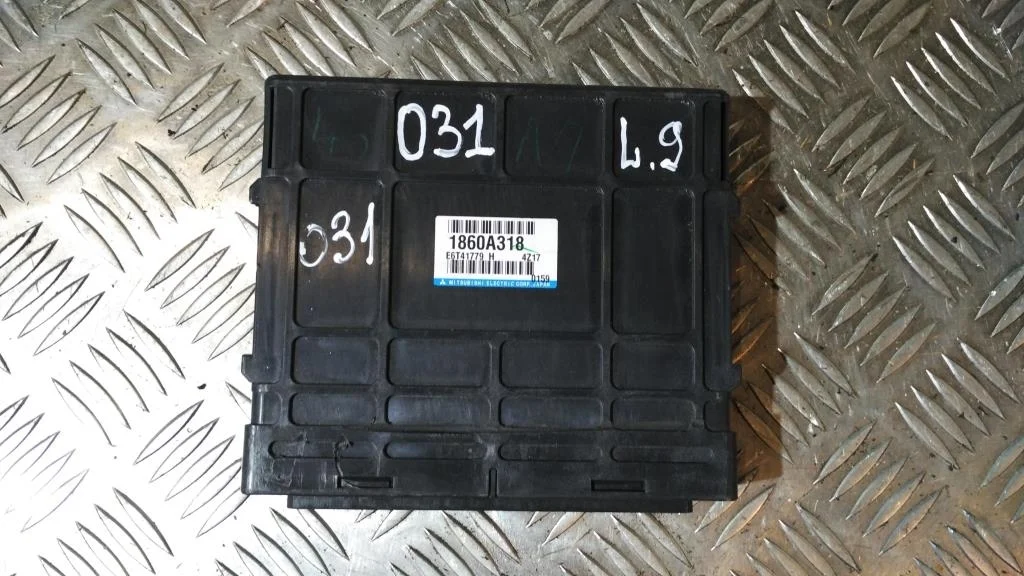 031
L.9
031
1860A318
E6T41779 H 4Z17
0159
MITSUBISHI ELECTRIC CORP. JAPAN